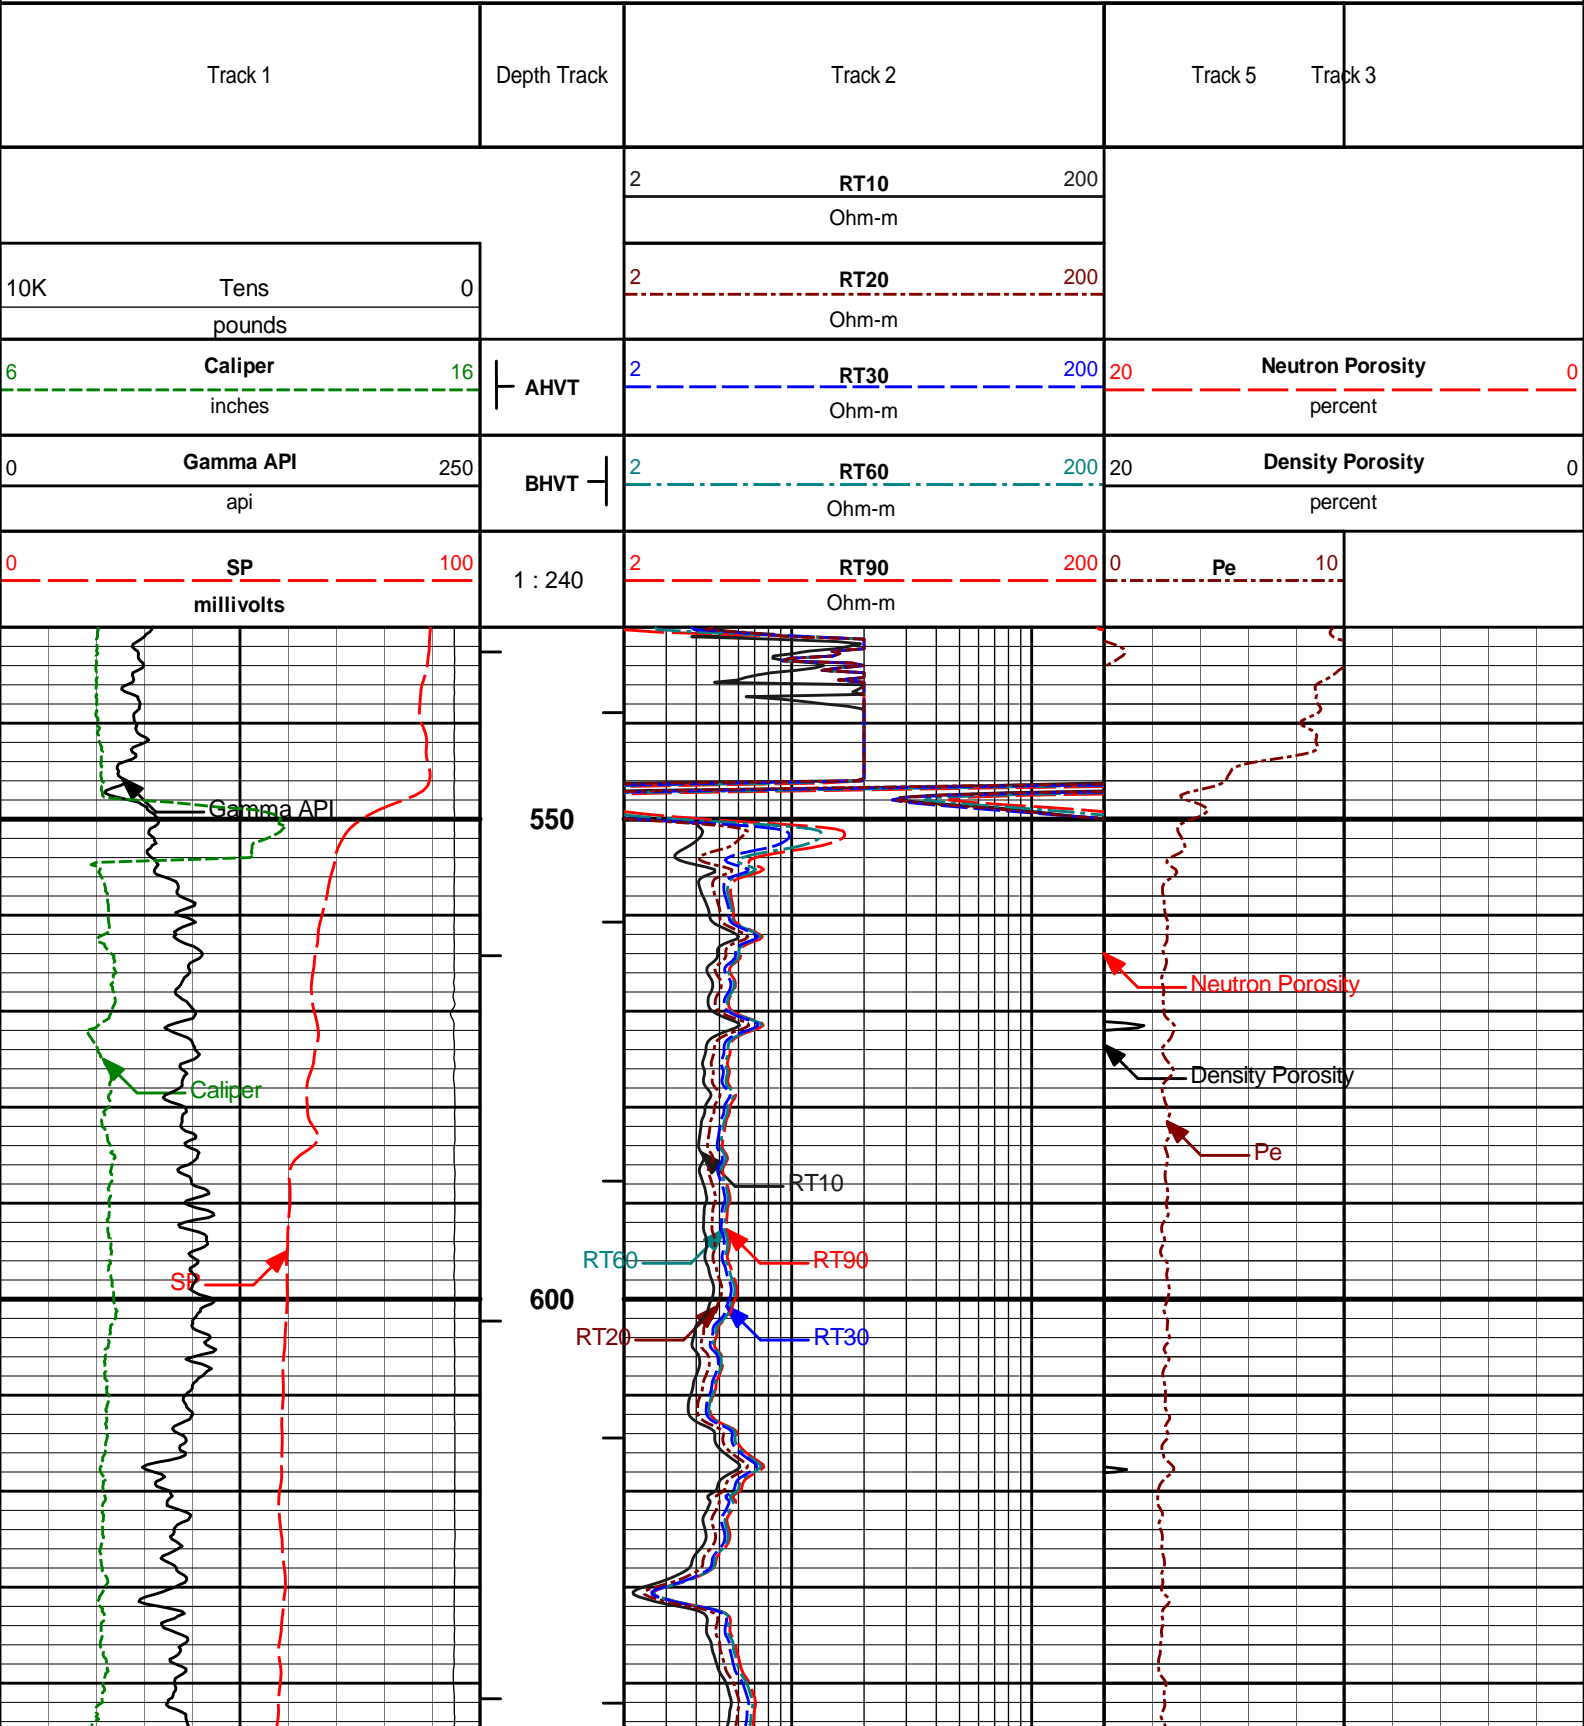 Track 1 Depth Track Track 2 Track 5 Track 3
2 RT10 200
Ohm-m
10K Tens 0
pounds
2 RT20 200
Ohm-m
6 Caliper 16
inches
AHVT
2 RT30 200
Ohm-m
20 Neutron Porosity 0
percent
0 Gamma API 250
api
BHVT
2 RT60 200
Ohm-m
20 Density Porosity 0
percent
0 SP 100
millivolts
1 : 240
2 RT90 200
Ohm-m
0 Pe 10
Gamma API
550
Neutron Porosity
Density Porosity
Caliper
Pe
RT10
RT60
RT90
SP
600
RT20
RT30